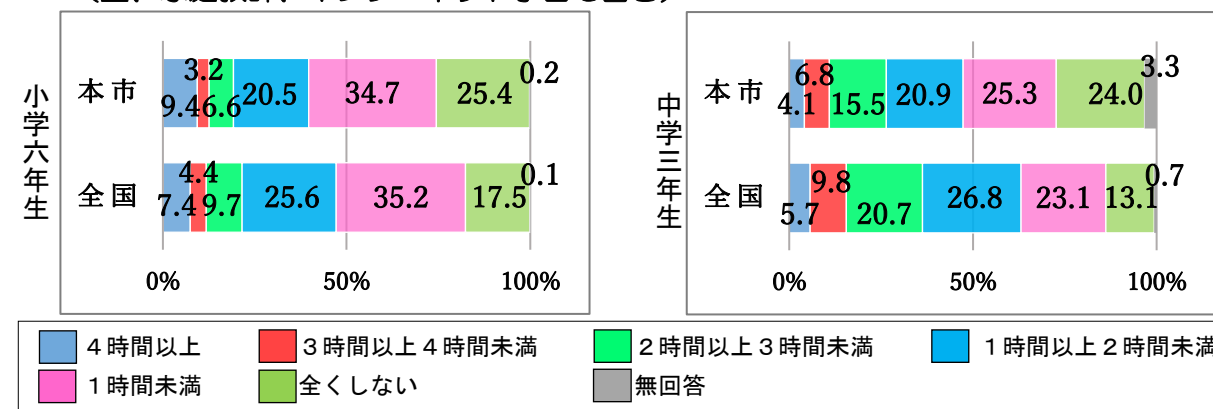 小学六年生
本市 9.4 3.2 6.6 20.5 34.7 25.4 0.2
全国 7.4 4.4 9.7 25.6 35.2 17.5 0.1
0% 50% 100%
中学三年生
本市 4.1 6.8 15.5 20.9 25.3 24.0 3.3
全国 5.7 9.8 20.7 26.8 23.1 13.1 0.7
0% 50% 100%
４時間以上 ３時間以上４時間未満 ２時間以上３時間未満 １時間以上２時間未満
１時間未満 全くしない 無回答